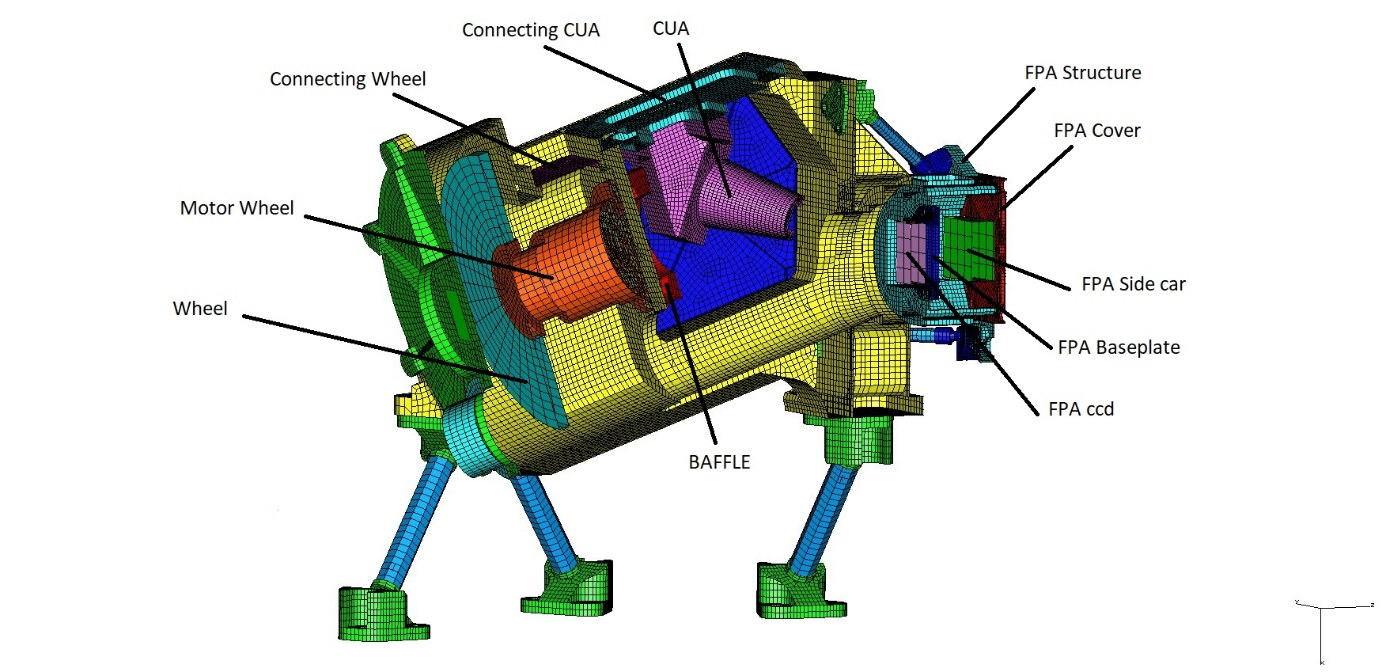 Connecting CUA
CUA
Connecting Wheel
FPA Structure
FPA Cover
Motor Wheel
FPA Side car
Wheel
FPA Baseplate
FPA ccd
BAFFLE
Y
Z
X